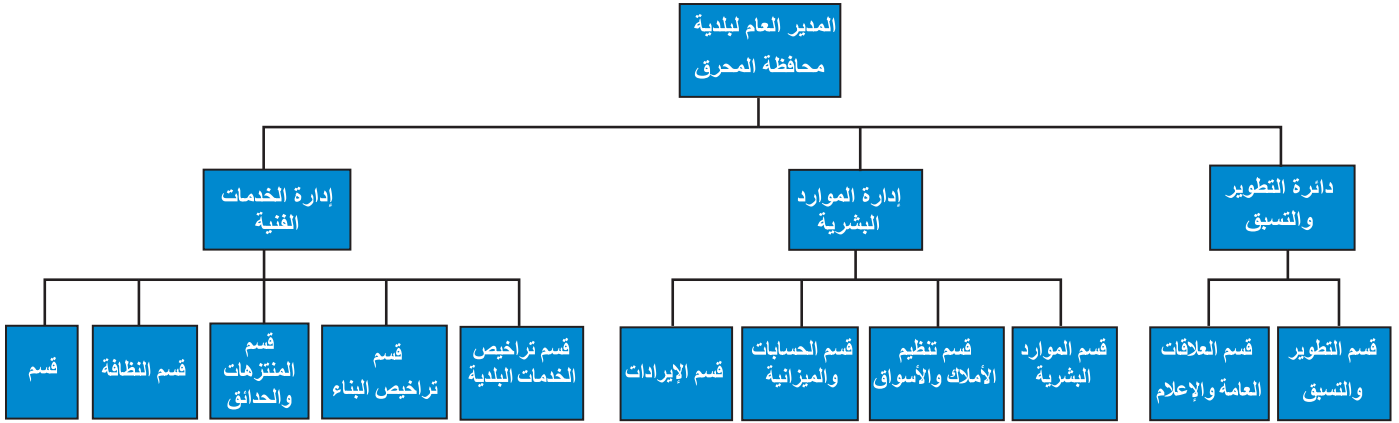 المدير العام لبلدية
محافظة المحرق
دائرة التطوير
والتسبق
إدارة الموارد
البشرية
إدارة الخدمات
الفنية
قسم التطوير
والتسبق
قسم العلاقات
العامة والإعلام
قسم الموارد
البشرية
قسم تنظيم
الأملاك والأسواق
قسم الحسابات
والميزانية
قسم الإيرادات
قسم تراخيص
الخدمات البلدية
قسم
تراخيص البناء
قسم
المنتزهات
والحدائق
قسم النظافة
قسم